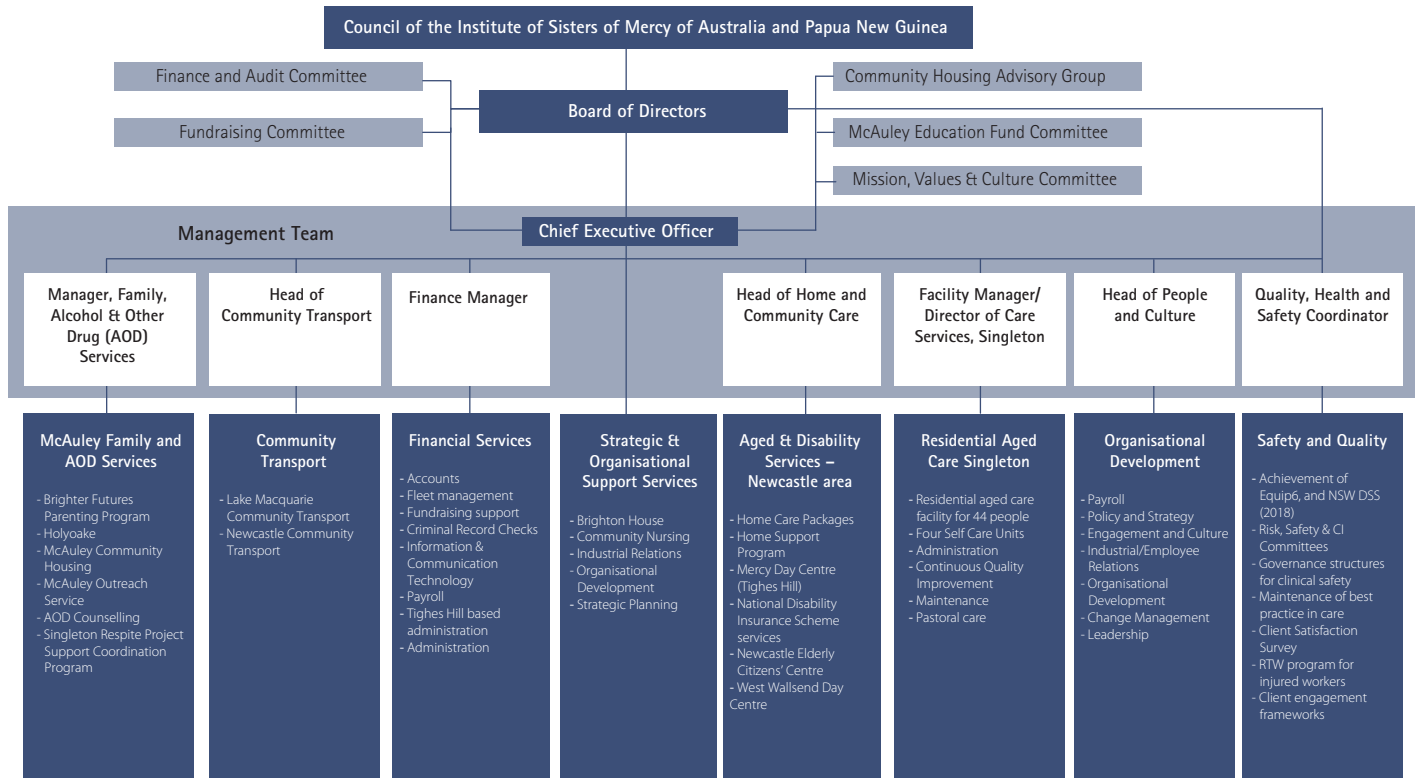 Council of the Institute of Sisters of Mercy of Australia and Papua New Guinea
Finance and Audit Committee
Community Housing Advisory Group
Board of Directors
Fundraising Committee
McAuley Education Fund Committee
Mission, Values & Culture Committee
Management Team
Chief Executive Officer
Manager, Family,
Alcohol & Other
Drug (AOD)
Services
Head of
Community Transport
Finance Manager
Head of Home and
Community Care
Facility Manager/
Director of Care
Services, Singleton
Head of People
and Culture
Quality, Health and
Safety Coordinator
McAuley Family and
AOD Services
- Brighter Futures
Parenting Program
- Holyoake
- McAuley Community
Housing
- McAuley Outreach
Service
- AOD Counselling
- Singleton Respite Project
Support Coordination
Program
Community
Transport
- Lake Macquarie
Community Transport
- Newcastle Community
Transport
Financial Services
- Accounts
- Fleet management
- Fundraising support
- Criminal Record Checks
- Information &
Communication
Technology
- Payroll
- Tighes Hill based
administration
- Administration
Strategic &
Organisational
Support Services
- Brighton House
- Community Nursing
- Industrial Relations
- Organisational
Development
- Strategic Planning
Aged & Disability
Services –
Newcastle area
- Home Care Packages
- Home Support
Program
- Mercy Day Centre
(Tighes Hill)
- National Disability
Insurance Scheme
services
- Newcastle Elderly
Citizens' Centre
- West Wallsend Day
Centre
Residential Aged
Care Singleton
- Residential aged care
facility for 44 people
- Four Self Care Units
- Administration
- Continuous Quality
Improvement
- Maintenance
- Pastoral care
Organisational
Development
- Payroll
- Policy and Strategy
- Engagement and Culture
- Industrial/Employee
Relations
- Organisational
Development
- Change Management
- Leadership
Safety and Quality
- Achievement of
Equip6, and NSW DSS
(2018)
- Risk, Safety & CI
Committees
- Governance structures
for clinical safety
- Maintenance of best
practice in care
- Client Satisfaction
Survey
- RTW program for
injured workers
- Client engagement
frameworks